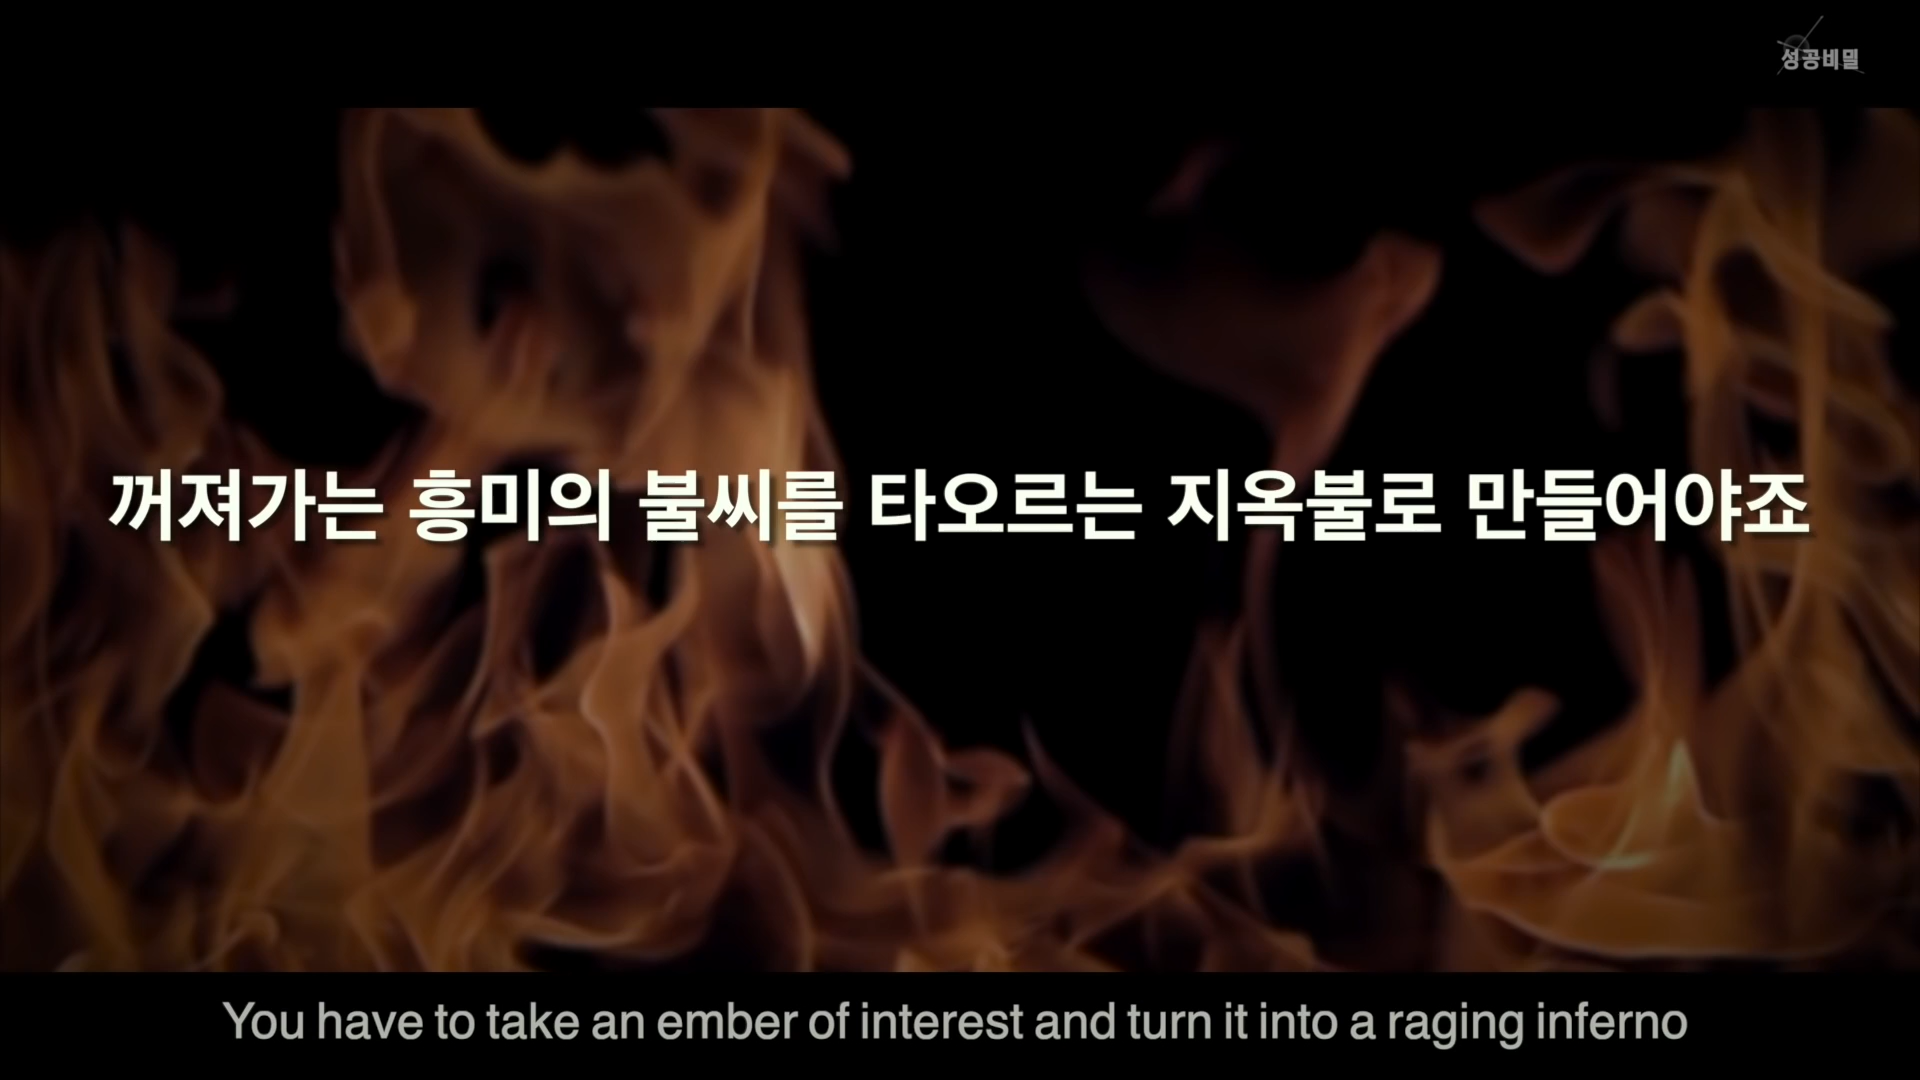 성공비밀
꺼져가는 흥미의 불씨를 타오르는 지옥불로 만들어야죠
You have to take an ember of interest and turn it into a raging inferno